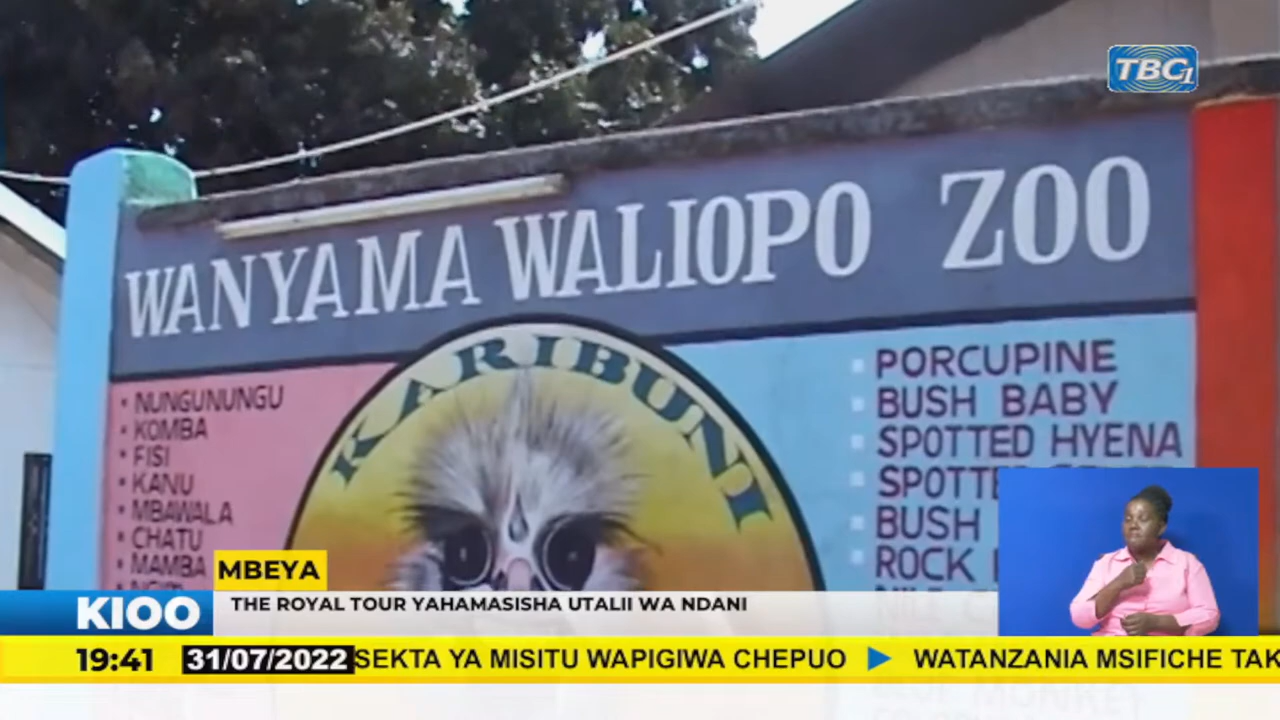 TBC1
WANYAMA WALIOPO ZOO
KARIBUNI
• NUNGUNUNGU
• KOMBA
• FISI
• KANU
• MBAWALA
• CHATU
• MAMBA
PORCUPINE
BUSH BABY
SPOTTED HYENA
BUSH
ROCK
MBEYA
KIOO
THE ROYAL TOUR YAHAMASISHA UTALII WA NDANI
19:41 31/07/2022 SEKTA YA MISITU WAPIGIWA CHEPUO ▶ WATANZANIA MSIFICHE TAK